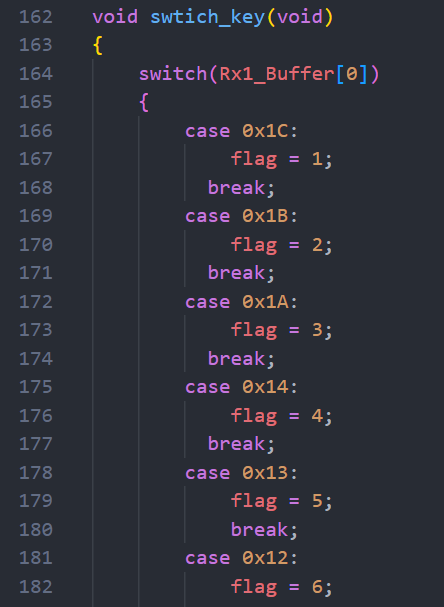 162 void swtich_key(void)
163 {
164 switch(Rx1_Buffer[0])
165 {
166 case 0x1C:
167 flag = 1;
168 break;
169 case 0x1B:
170 flag = 2;
171 break;
172 case 0x1A:
173 flag = 3;
174 break;
175 case 0x14:
176 flag = 4;
177 break;
178 case 0x13:
179 flag = 5;
180 break;
181 case 0x12:
182 flag = 6;